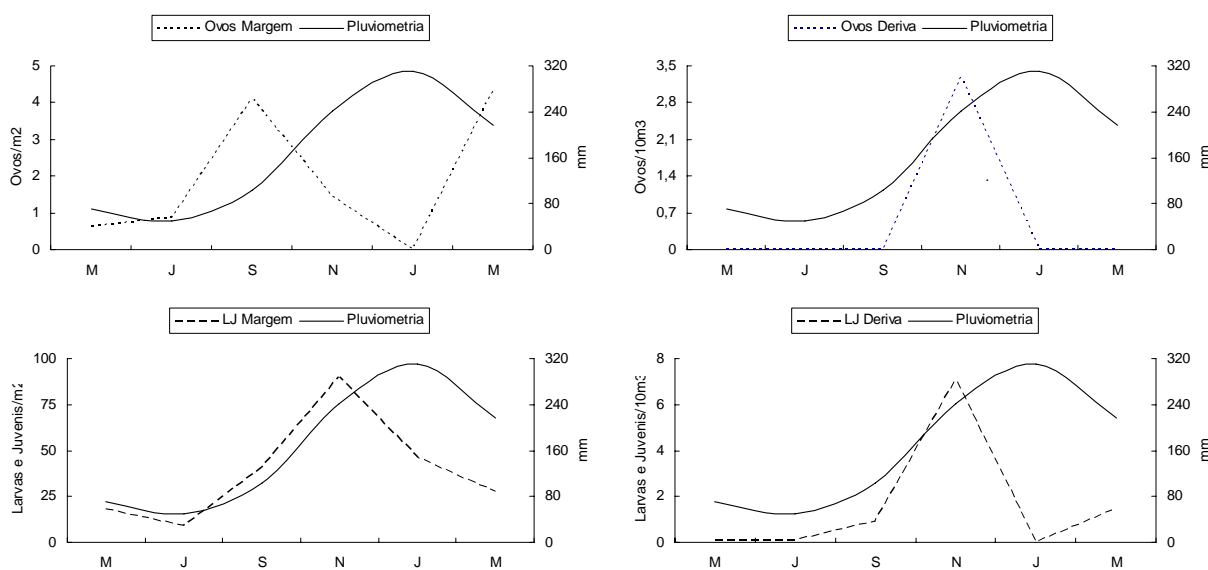 Ovos Margem Pluviometria
5
4
3
2
1
0
Ovos/m2
320
240
160
80
0
mm
M J S N J M
Ovos Deriva Pluviometria
3,5
2,8
2,1
1,4
0,7
0
Ovos/10m3
320
240
160
80
0
mm
M J S N J M
LJ Margem Pluviometria
100
75
50
25
0
Larvas e Juvenis/m2
320
240
160
80
0
mm
M J S N J M
LJ Deriva Pluviometria
8
6
4
2
0
Larvas e Juvenis/10m3
320
240
160
80
0
mm
M J S N J M